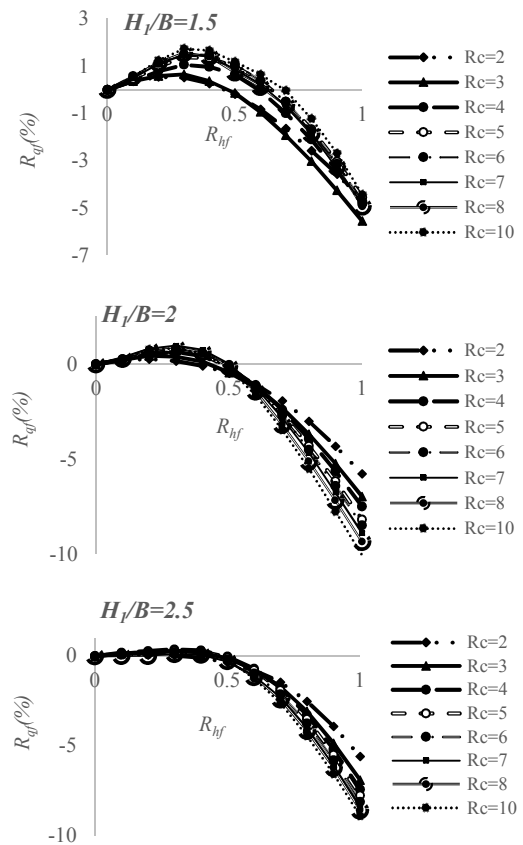 H1/B=1.5
3
1
-1
-3
-5
-7
0
0.5
1
Rqf(%)
Rhf
Rc=2
Rc=3
Rc=4
Rc=5
Rc=6
Rc=7
Rc=8
Rc=10
H1/B=2
0
-5
-10
0
0.5
1
Rqf(%)
Rhf
Rc=2
Rc=3
Rc=4
Rc=5
Rc=6
Rc=7
Rc=8
Rc=10
H1/B=2.5
0
-5
-10
0
0.5
1
Rqf(%)
Rhf
Rc=2
Rc=3
Rc=4
Rc=5
Rc=6
Rc=7
Rc=8
Rc=10